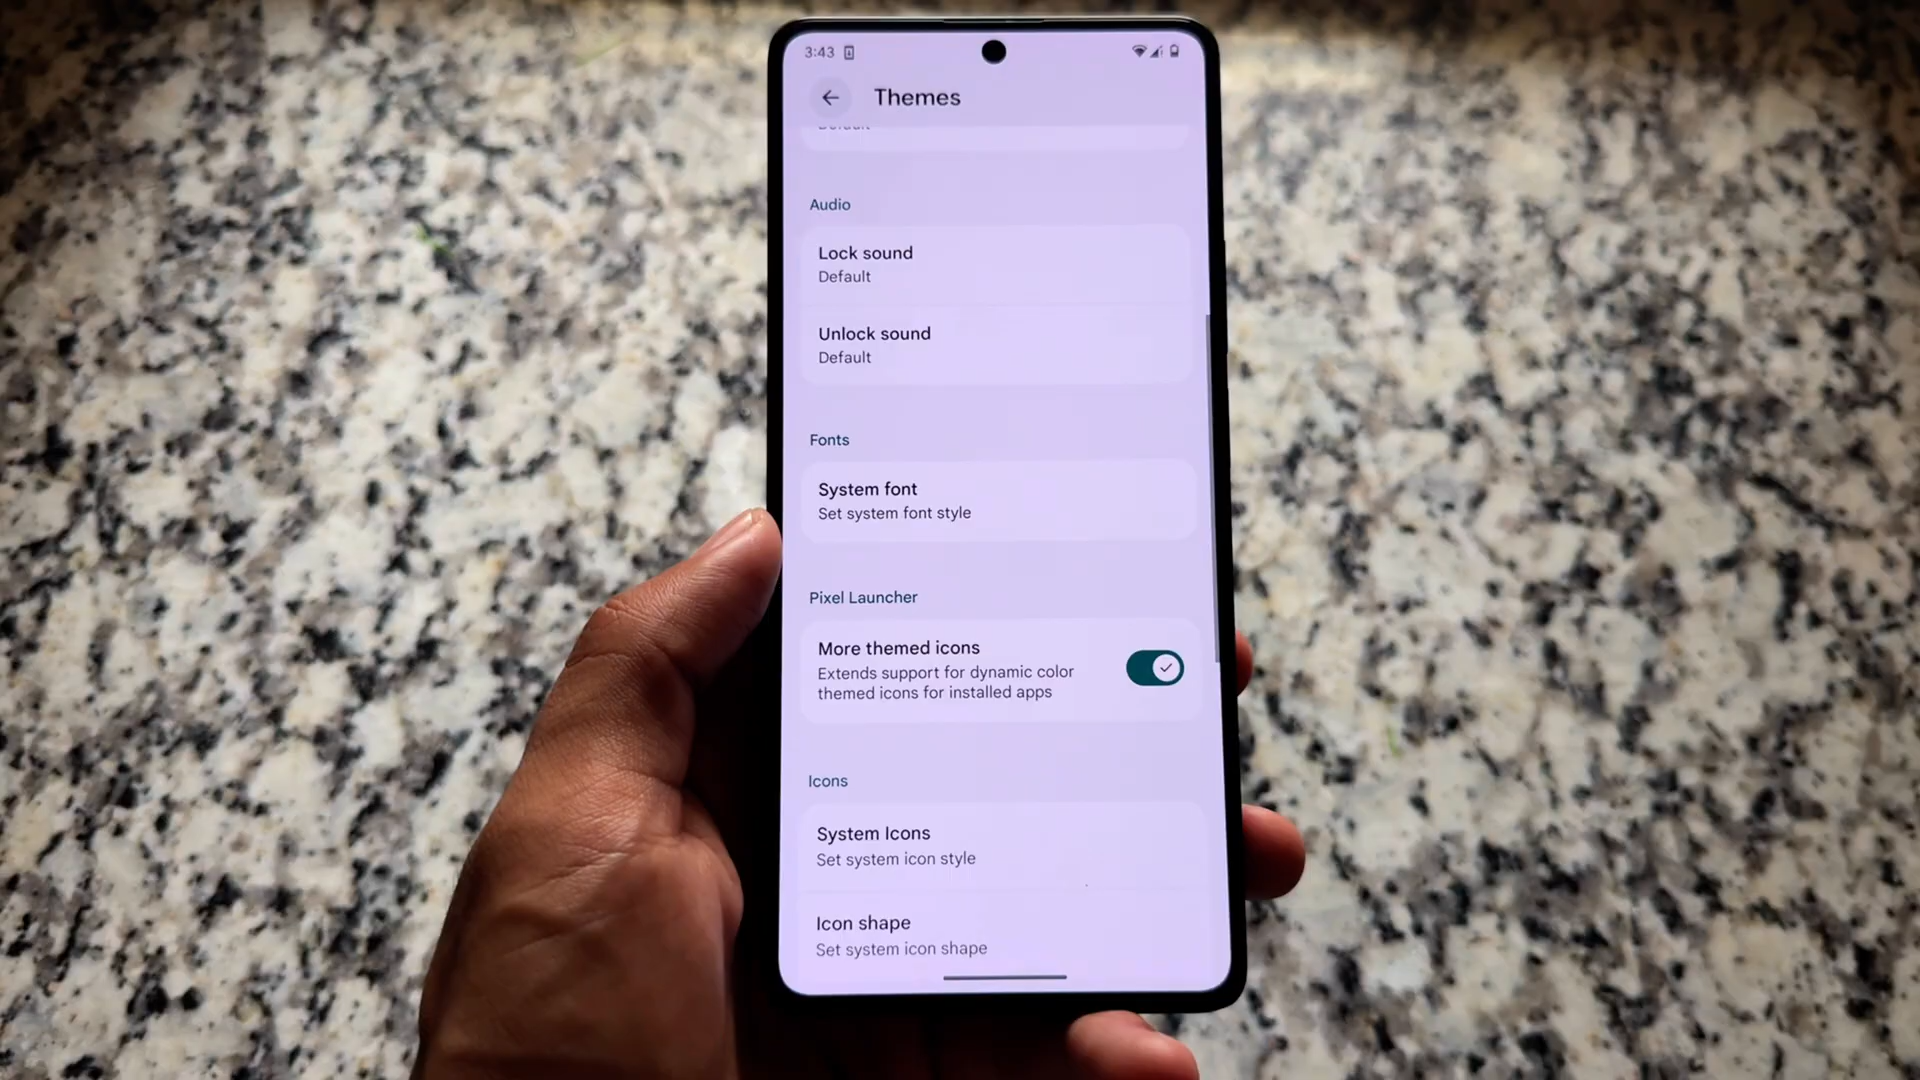 3:43
Themes
Default
Audio
Lock sound
Default
Unlock sound
Default
Fonts
System font
Set system font style
Pixel Launcher
More themed icons
Extends support for dynamic color
themed icons for installed apps
Icons
System Icons
Set system icon style
Icon shape
Set system icon shape